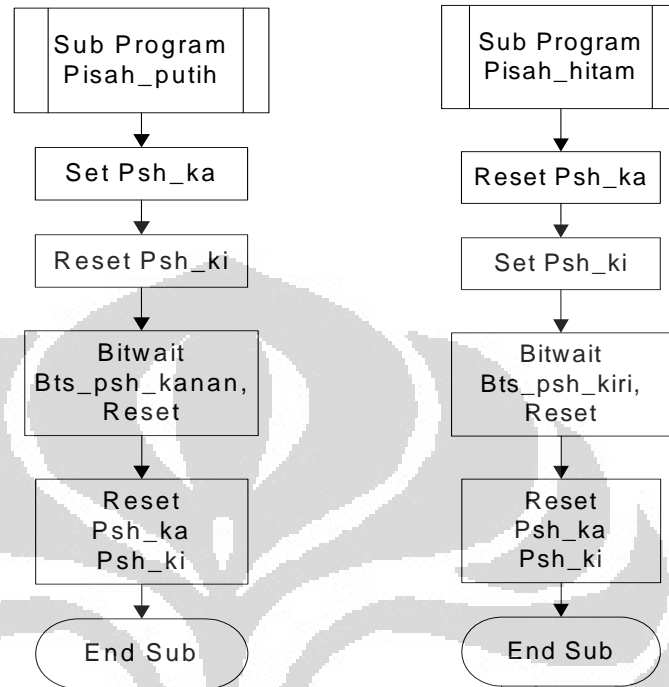 Sub Program
Pisah_putih
Set Psh_ka
Reset Psh_ki
Bitwait
Bts_psh_kanan,
Reset
Reset
Psh_ka
Psh_ki
End Sub
Sub Program
Pisah_hitam
Reset Psh_ka
Set Psh_ki
Bitwait
Bts_psh_kiri,
Reset
Reset
Psh_ka
Psh_ki
End Sub